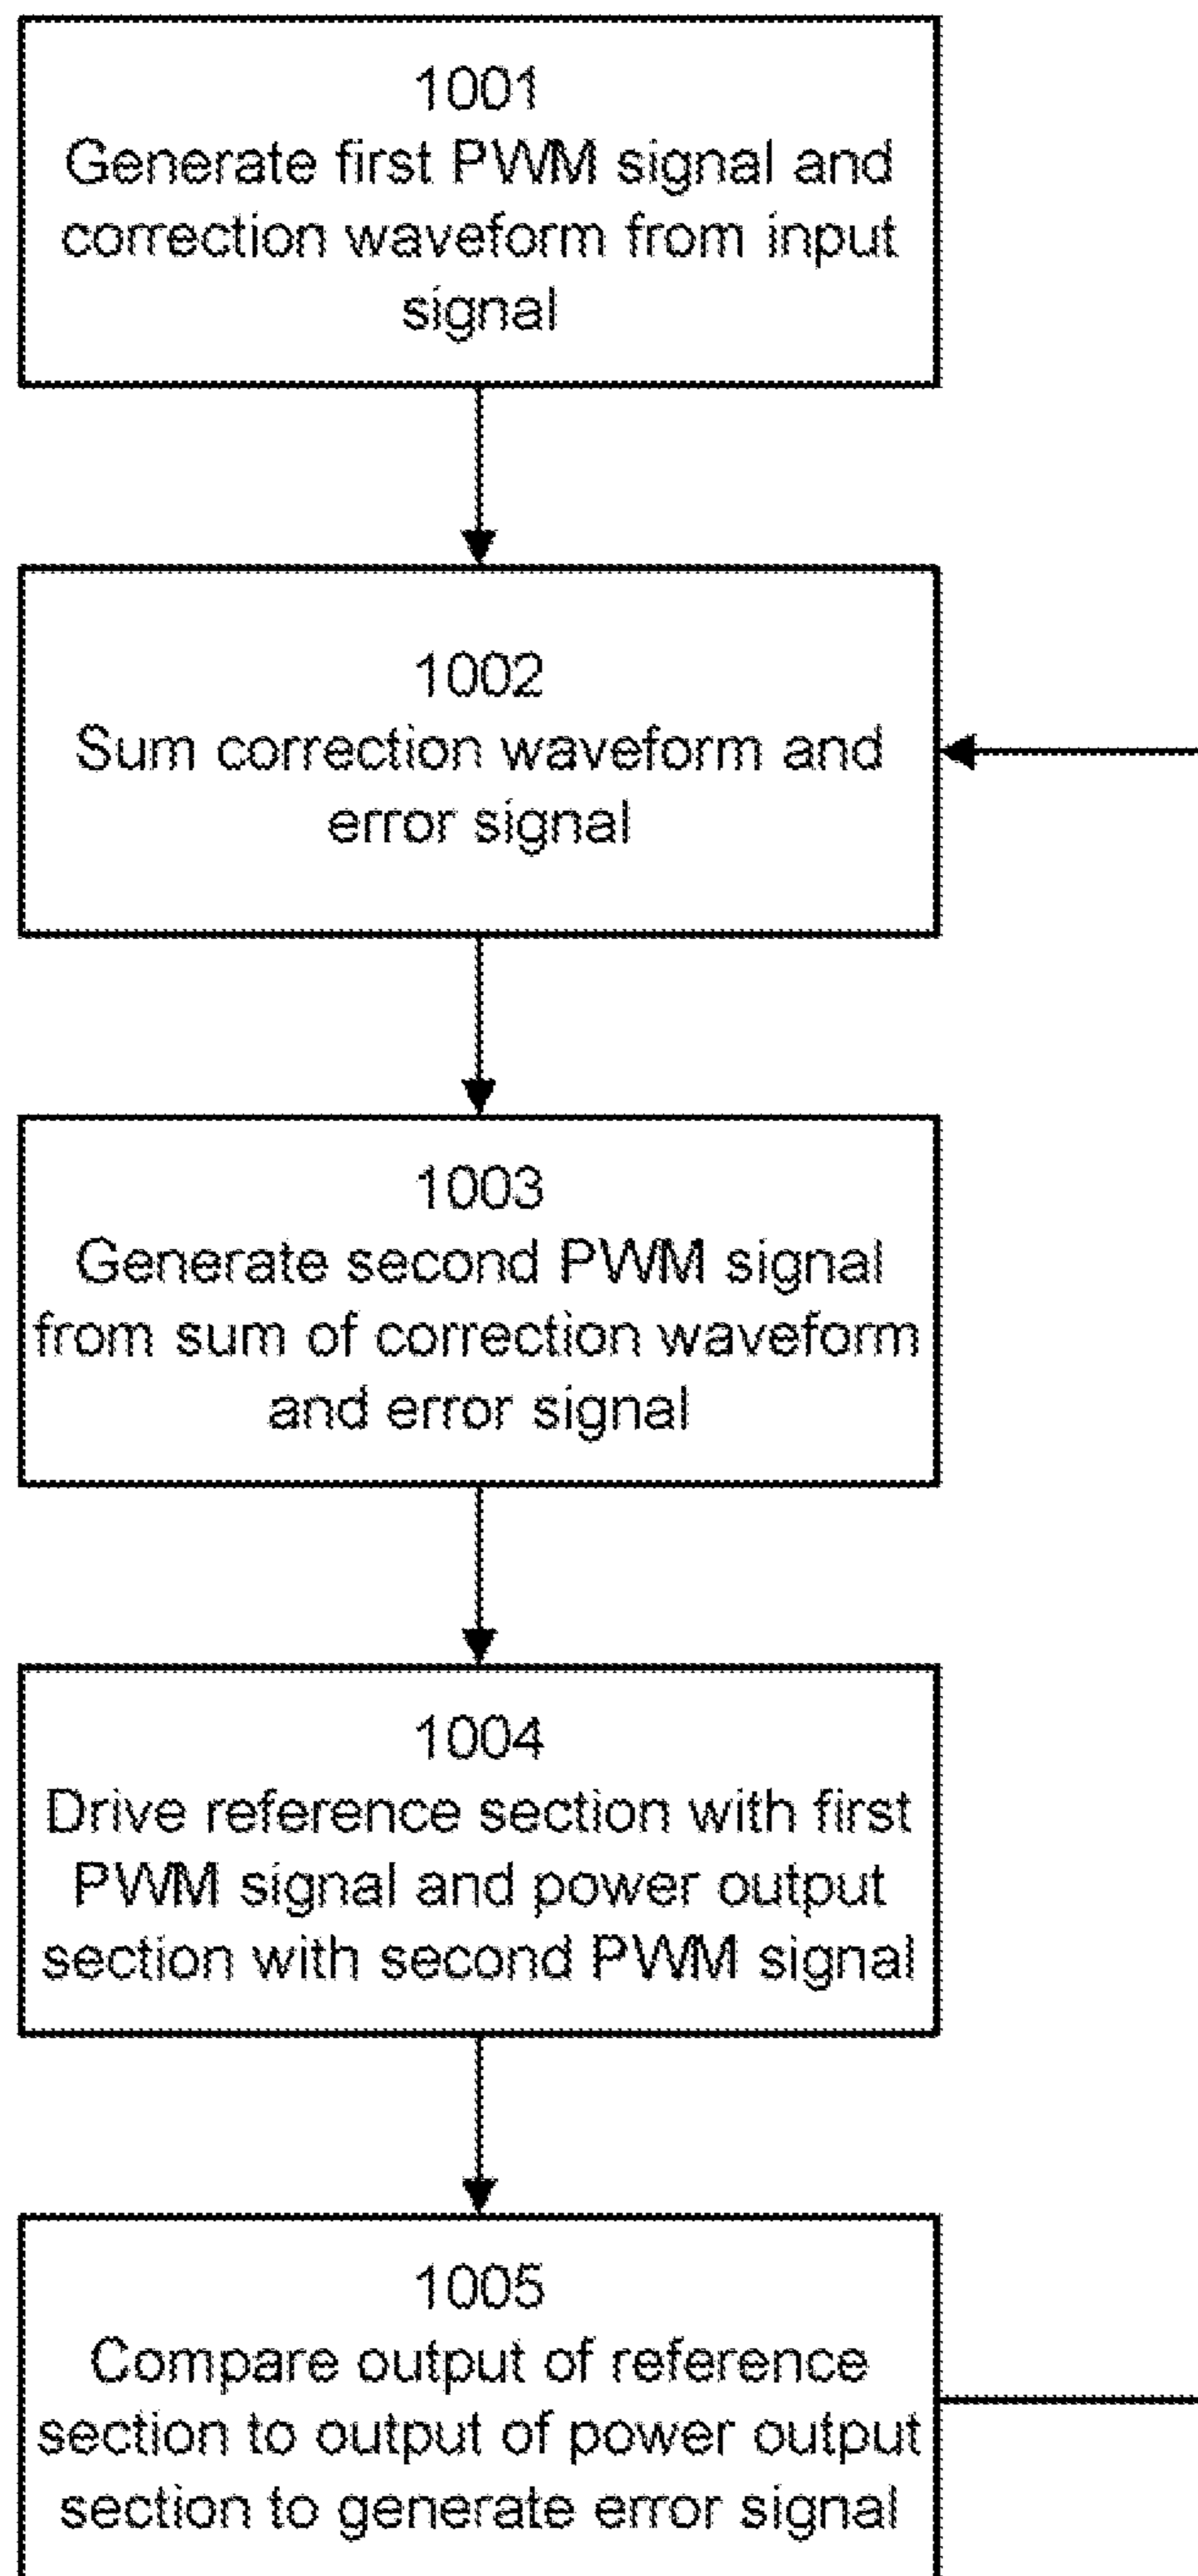 1001
Generate first PWM signal and
correction waveform from input
signal
1002
Sum correction waveform and
error signal
1003
Generate second PWM signal
from sum of correction waveform
and error signal
1004
Drive reference section with first
PWM signal and power output
section with second PWM signal
1005
Compare output of reference
section to output of power output
section to generate error signal